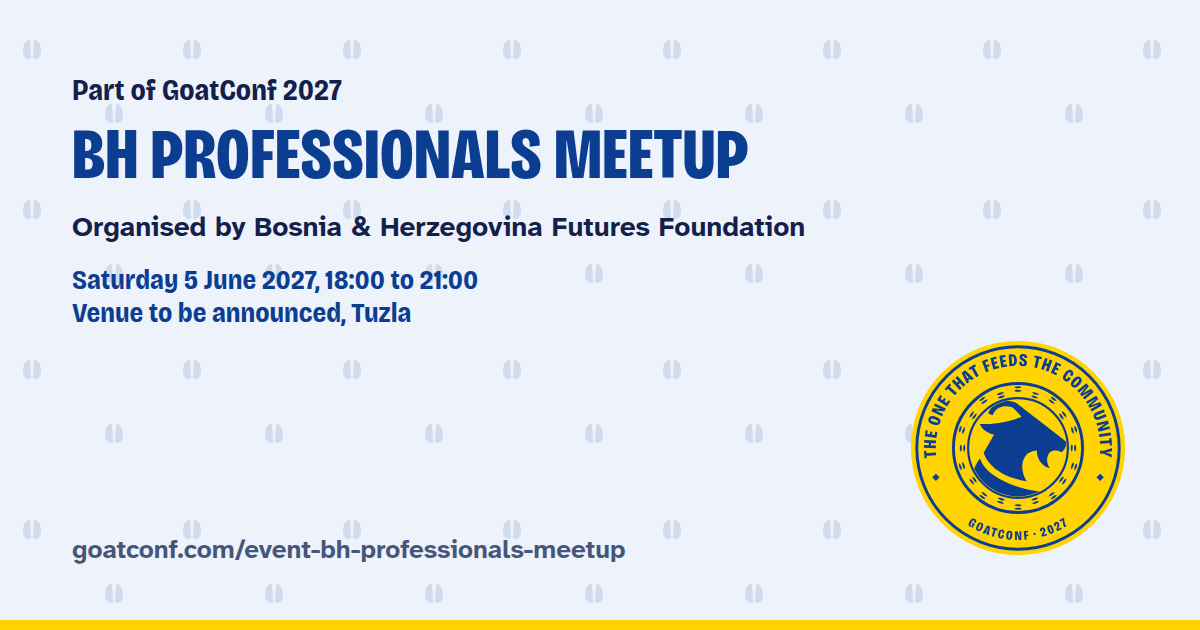 Part of GoatConf 2027
BH PROFESSIONALS MEETUP
Organised by Bosnia & Herzegovina Futures Foundation
Saturday 5 June 2027, 18:00 to 21:00
Venue to be announced, Tuzla
THE ONE THAT FEEDS THE COMMUNITY
GOATCONF · 2027
goatconf.com/event-bh-professionals-meetup